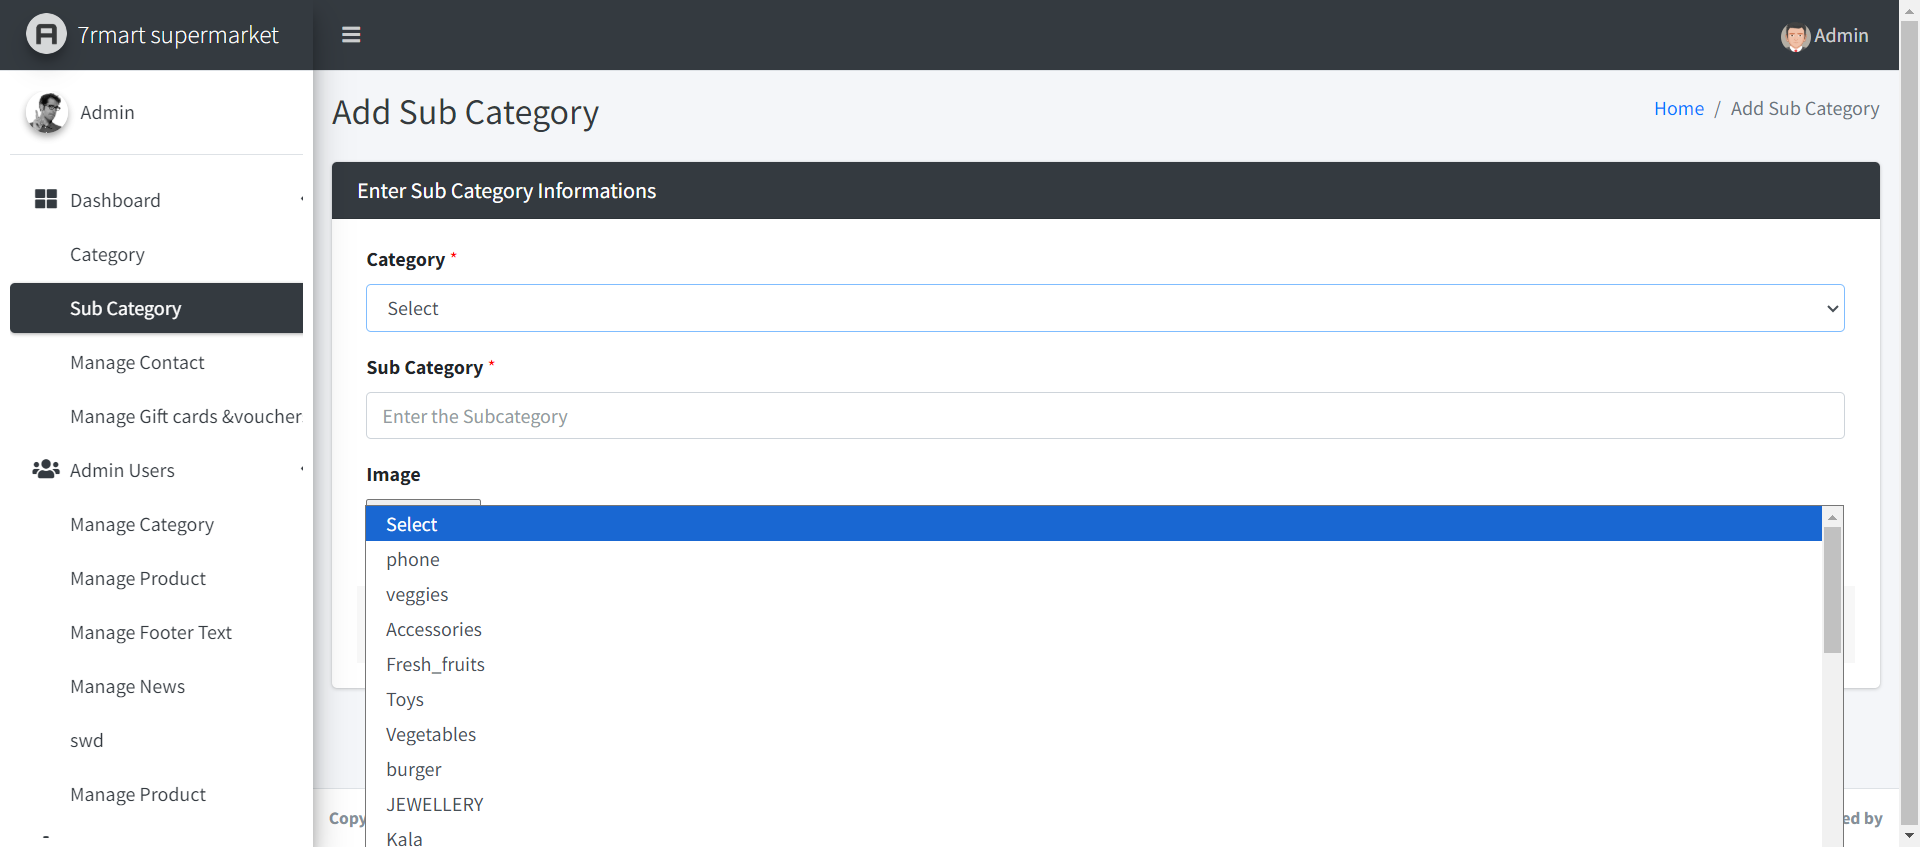 7rmart supermarket
Admin
Admin
Dashboard
Category
Sub Category
Manage Contact
Manage Gift cards &voucher
Admin Users
Manage Category
Manage Product
Manage Footer Text
Manage News
swd
Manage Product
Add Sub Category
Home / Add Sub Category
Enter Sub Category Informations
Category *
Select
Sub Category *
Enter the Subcategory
Image
Select
phone
veggies
Accessories
Fresh_fruits
Toys
Vegetables
burger
JEWELLERY
Kala
Copy
ed by